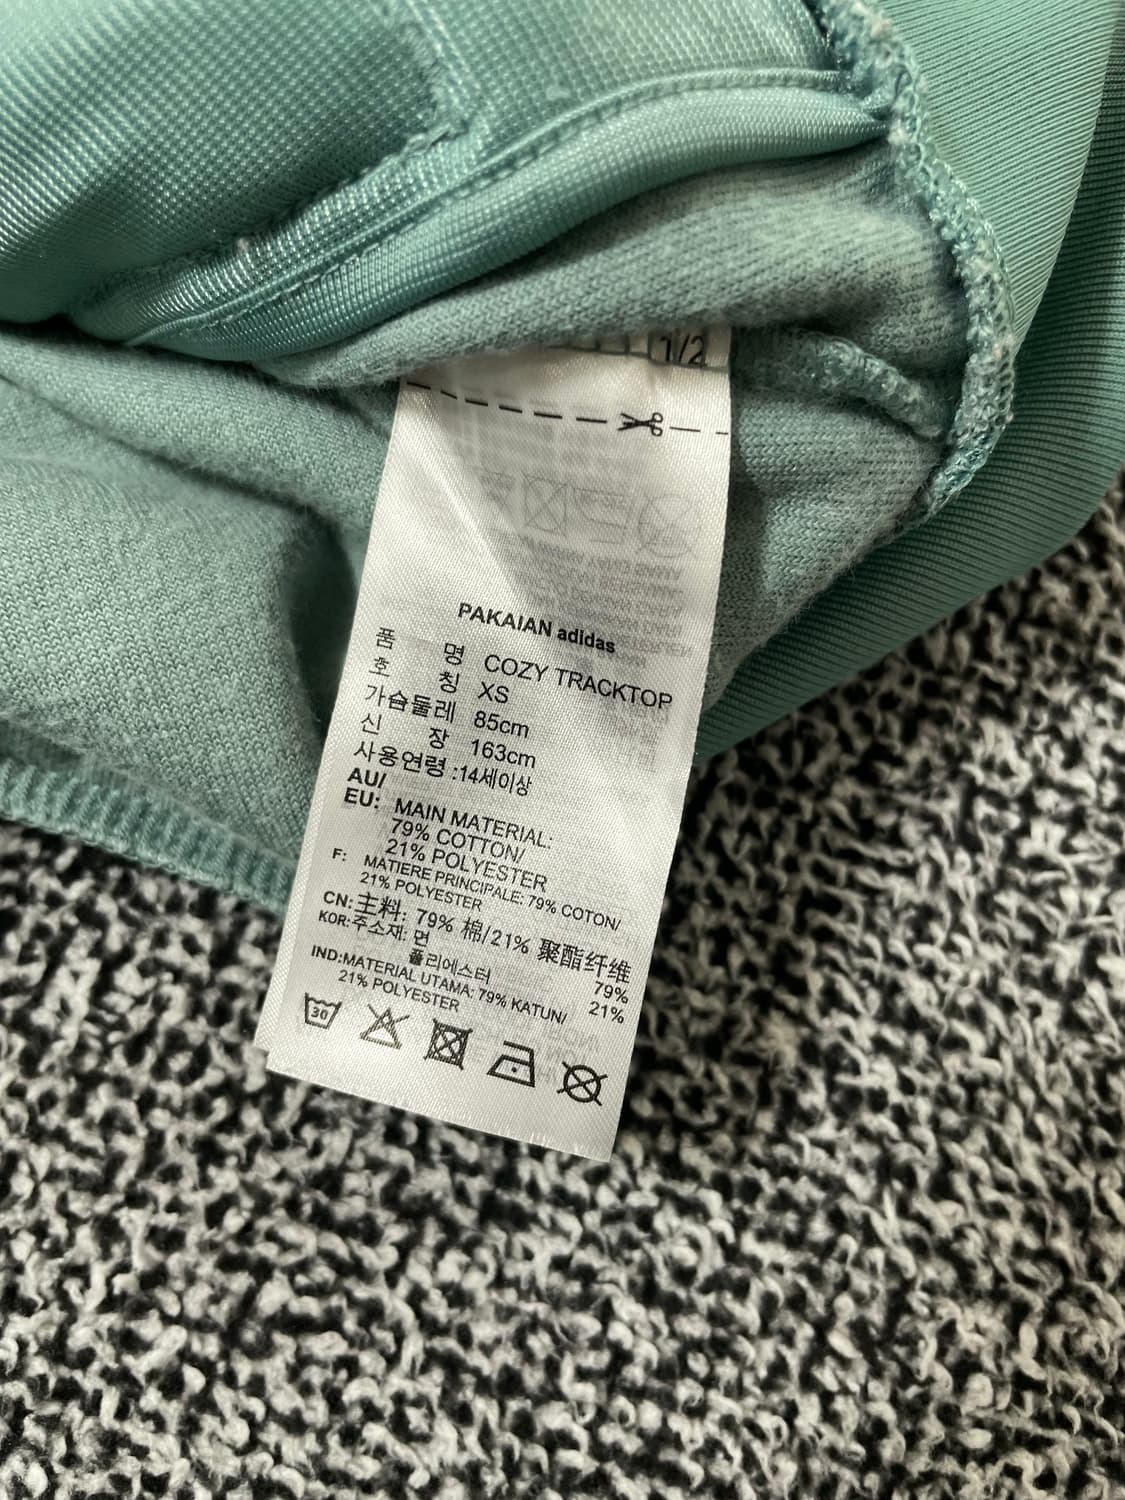 1/2
PAKAIAN adidas
품 명 COZY TRACKTOP
호 칭 XS
가슴둘레 85cm
신 장 163cm
사용연령 :14세이상
AU/
EU: MAIN MATERIAL:
79% COTTON/
21% POLYESTER
F: MATIERE PRINCIPALE: 79% COTON/
21% POLYESTER
CN: 主料: 79% 棉/21% 聚酯纤维
KOR: 주소재: 면 79%
폴리에스터 21%
IND:MATERIAL UTAMA: 79% KATUN/
21% POLYESTER
30